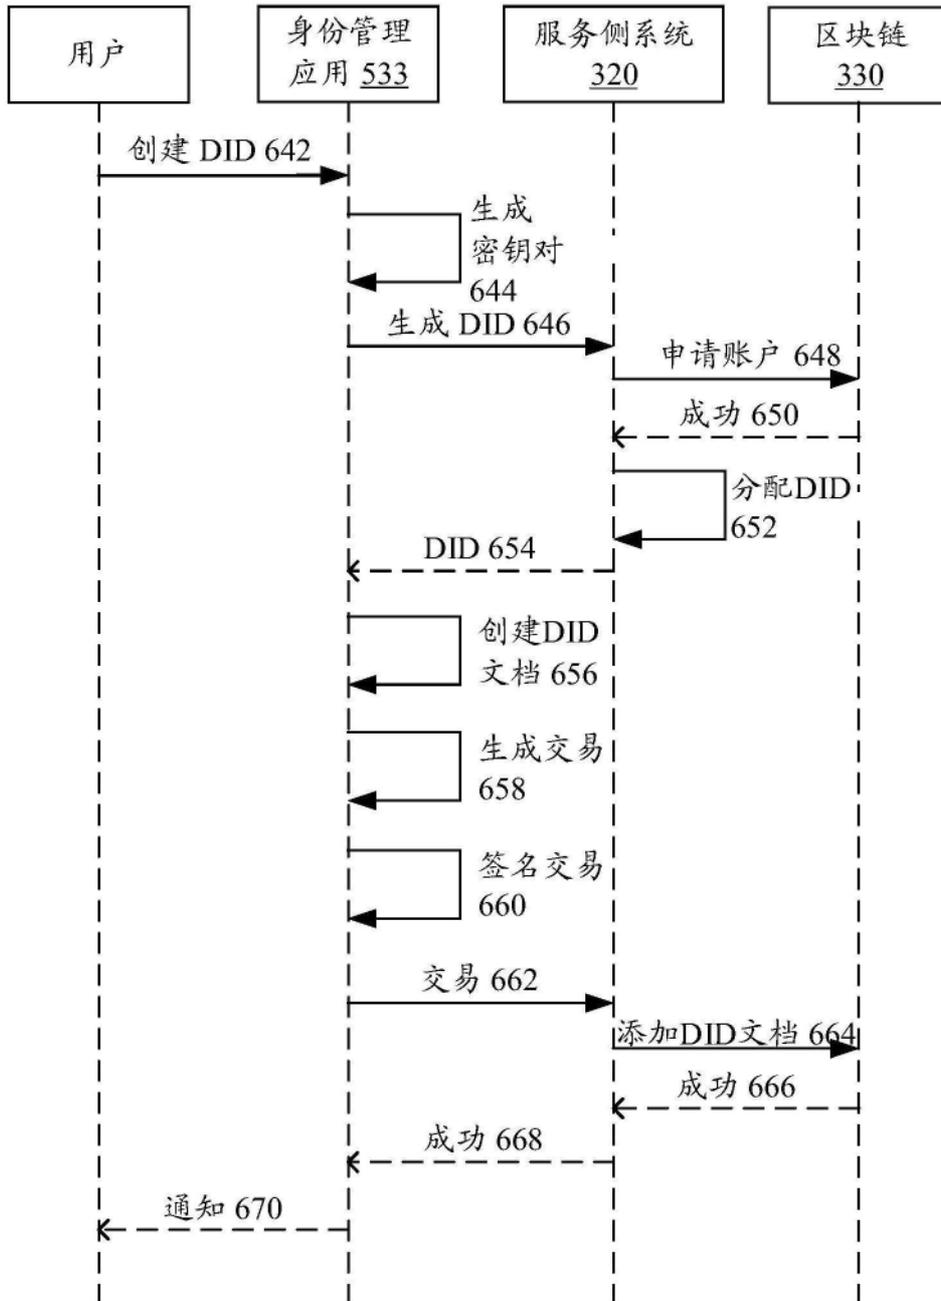 用户
身份管理
应用 533
服务侧系统
320
区块链
330
创建 DID 642
生成
密钥对
644
生成 DID 646
申请账户 648
成功 650
分配DID
652
DID 654
创建DID
文档 656
生成交易
658
签名交易
660
交易 662
添加DID文档 664
成功 666
成功 668
通知 670